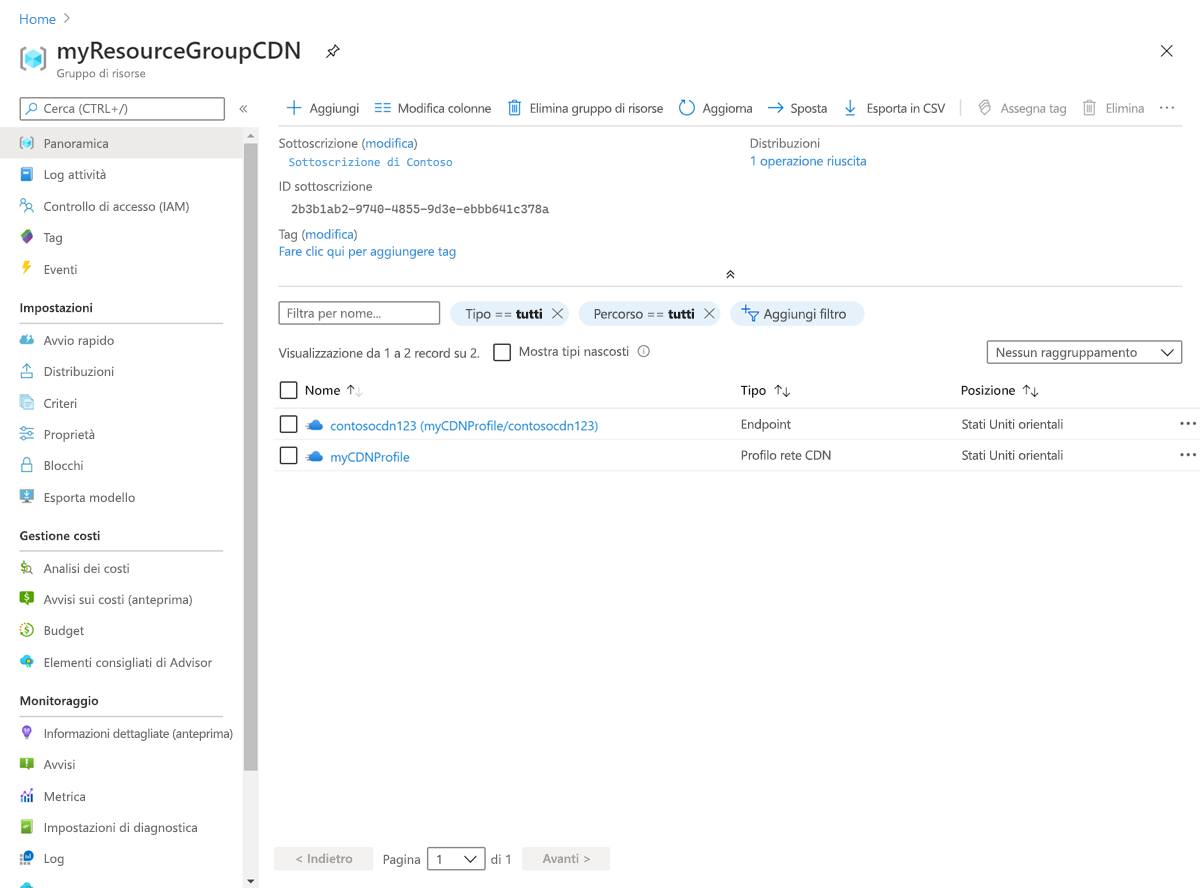 Home >
myResourceGroupCDN
Gruppo di risorse
Cerca (CTRL+/)
«
Panoramica
Log attività
Controllo di accesso (IAM)
Tag
Eventi
Impostazioni
Avvio rapido
Distribuzioni
Criteri
Proprietà
Blocchi
Esporta modello
Gestione costi
Analisi dei costi
Avvisi sui costi (anteprima)
Budget
Elementi consigliati di Advisor
Monitoraggio
Informazioni dettagliate (anteprima)
Avvisi
Metrica
Impostazioni di diagnostica
Log
Aggiungi Modifica colonne Elimina gruppo di risorse Aggiorna Sposta Esporta in CSV Assegna tag Elimina ...
Sottoscrizione (modifica)
Sottoscrizione di Contoso
Distribuzioni
1 operazione riuscita
ID sottoscrizione
2b3b1ab2-9740-4855-9d3e-ebbb641c378a
Tag (modifica)
Fare clic qui per aggiungere tag
Filtra per nome... Tipo == tutti Percorso == tutti Aggiungi filtro
Visualizzazione da 1 a 2 record su 2. Mostra tipi nascosti Nessun raggruppamento
Nome Tipo Posizione
contosocdn123 (myCDNProfile/contosocdn123) Endpoint Stati Uniti orientali ...
myCDNProfile Profilo rete CDN Stati Uniti orientali ...
< Indietro Pagina 1 di 1 Avanti >